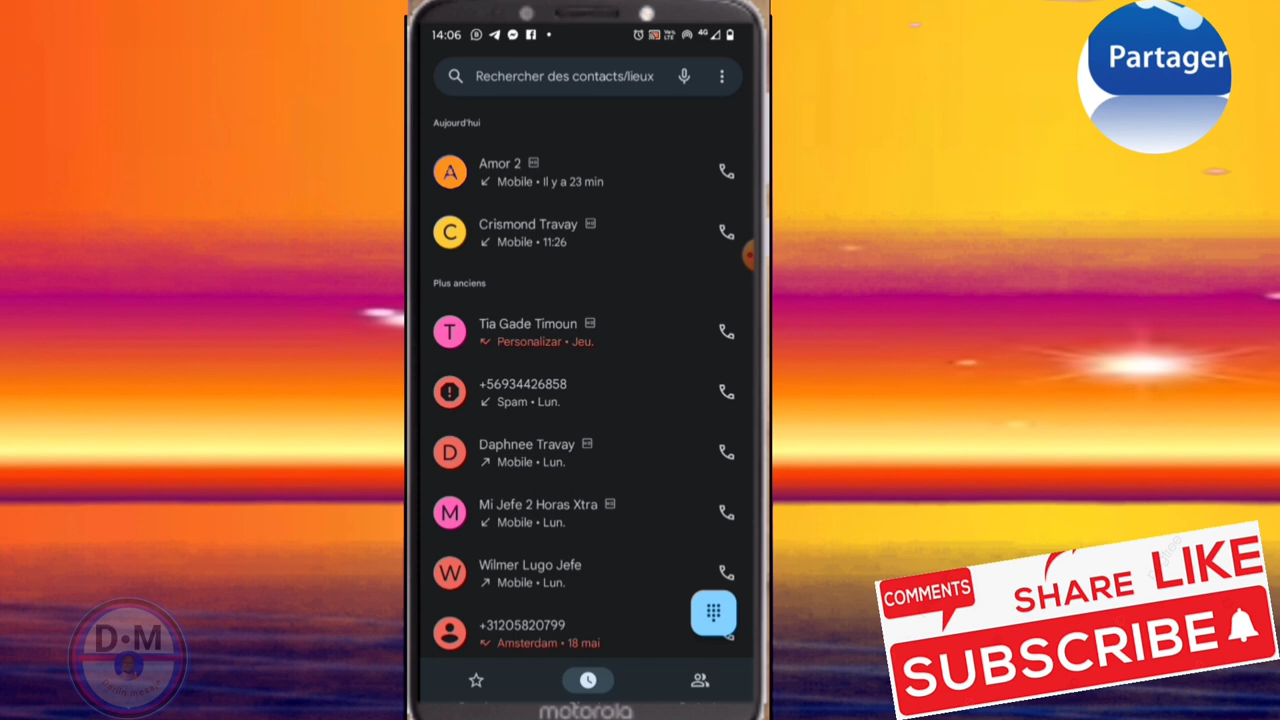 14:06
4G
Rechercher des contacts/lieux
Aujourd'hui
A
Amor 2
Mobile • Il y a 23 min
C
Crismond Travay
Mobile • 11:26
Plus anciens
T
Tia Gade Timoun
Personalizar • Jeu.
+56934426858
Spam • Lun.
D
Daphnee Travay
Mobile • Lun.
M
Mi Jefe 2 Horas Xtra
Mobile • Lun.
W
Wilmer Lugo Jefe
Mobile • Lun.
+31205820799
Amsterdam • 18 mai
motorola
Partager
D•M
COMMENTS
SHARE
LIKE
SUBSCRIBE